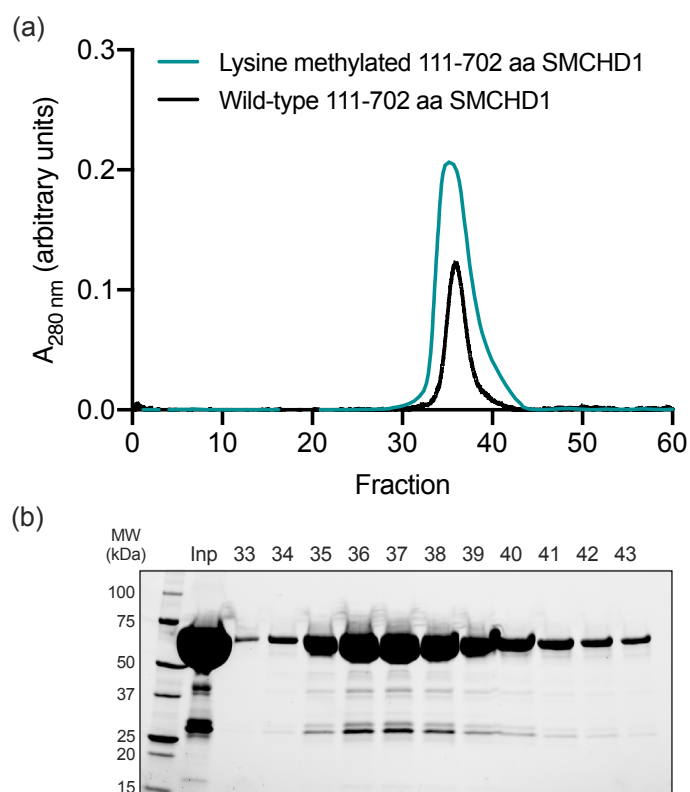 (a)
0.3
Lysine methylated 111-702 aa SMCHD1
Wild-type 111-702 aa SMCHD1
0.2
A280 nm (arbitrary units)
0.1
0.0
0 10 20 30 40 50 60
Fraction
(b)
MW
(kDa)
Inp 33 34 35 36 37 38 39 40 41 42 43
100
75
50
37
25
20
15